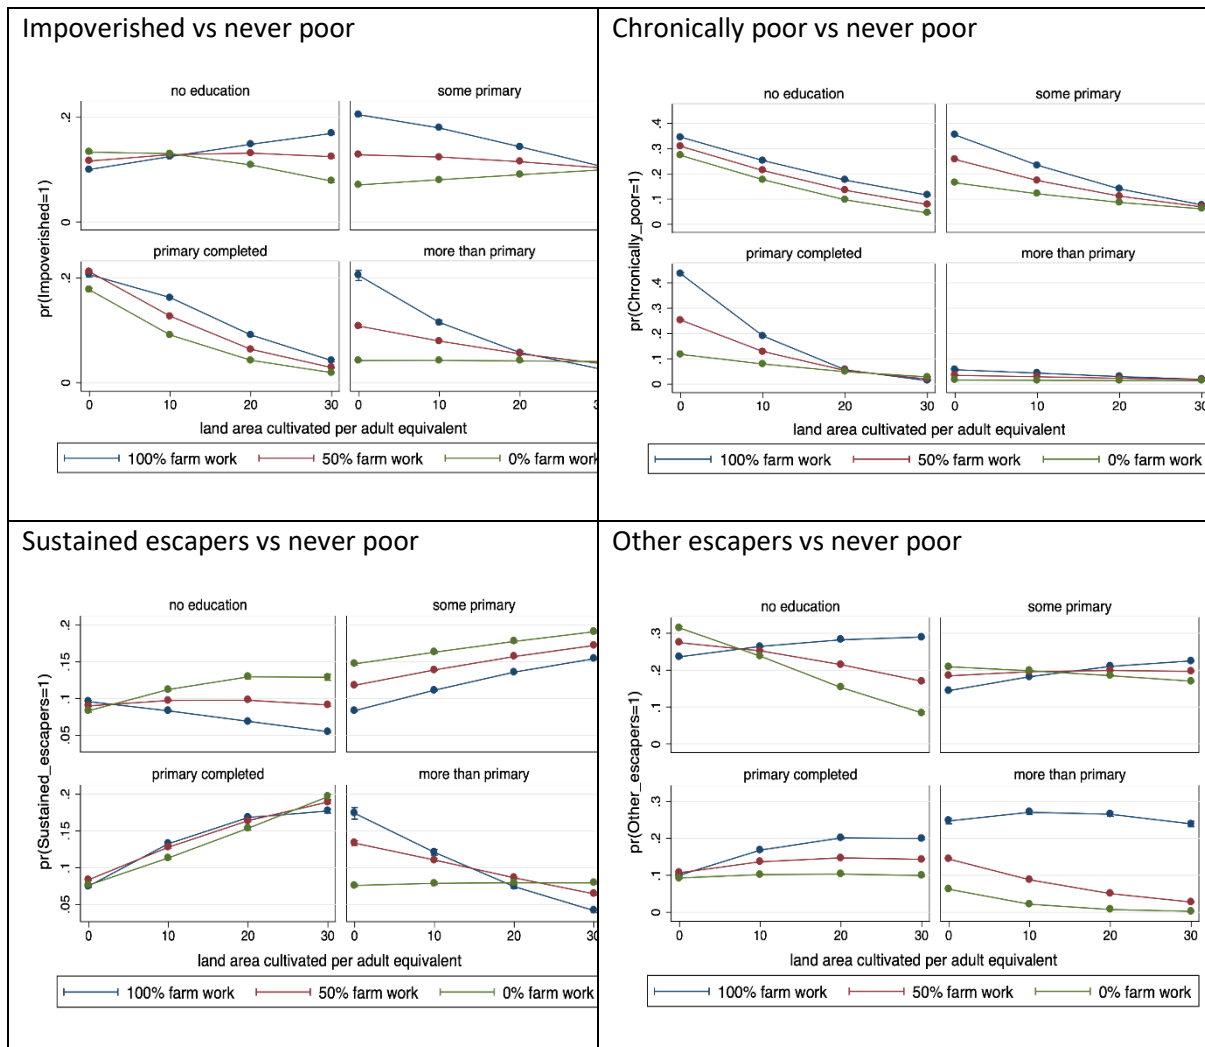 Impoverished vs never poor
no education
some primary
.2
0
primary completed
more than primary
.2
0
pr(Impoverished=1)
0 10 20 30 0 10 20 30
land area cultivated per adult equivalent
100% farm work 50% farm work 0% farm work
Chronically poor vs never poor
no education
some primary
.4
.3
.2
.1
0
primary completed
more than primary
.4
.3
.2
.1
0
pr(Chronically_poor=1)
0 10 20 30 0 10 20 30
land area cultivated per adult equivalent
100% farm work 50% farm work 0% farm work
Sustained escapers vs never poor
no education
some primary
.2
.15
.1
.05
primary completed
more than primary
.2
.15
.1
.05
pr(Sustained_escapers=1)
0 10 20 30 0 10 20 30
land area cultivated per adult equivalent
100% farm work 50% farm work 0% farm work
Other escapers vs never poor
no education
some primary
.3
.2
.1
0
primary completed
more than primary
.3
.2
.1
0
pr(Other_escapers=1)
0 10 20 30 0 10 20 30
land area cultivated per adult equivalent
100% farm work 50% farm work 0% farm work